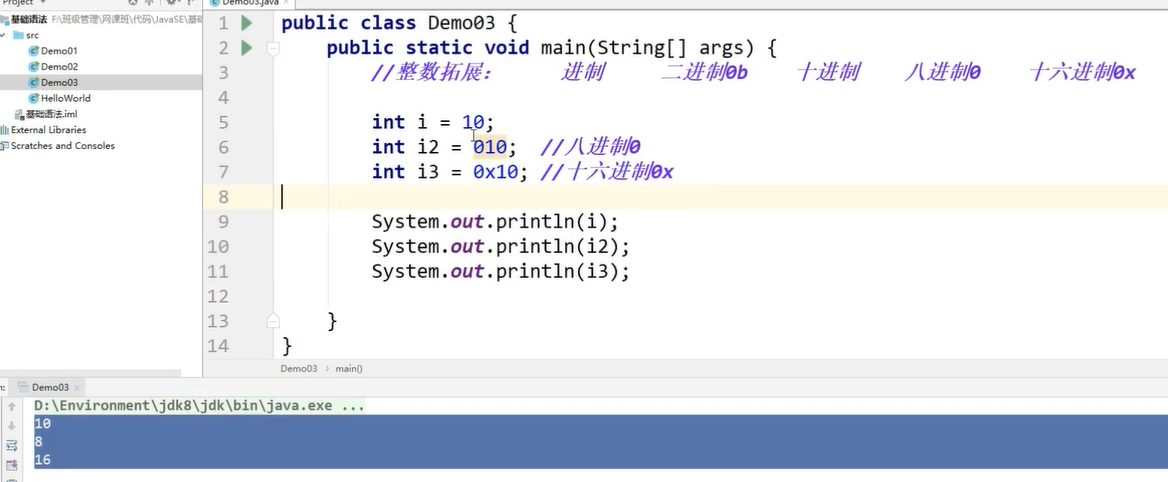 Project
Demo03.java
基础语法 F:\班级管理\网课班\代码\JavaSE\基础
src
Demo01
Demo02
Demo03
HelloWorld
基础语法.iml
External Libraries
Scratches and Consoles
1 public class Demo03 {
2 public static void main(String[] args) {
3 //整数拓展： 进制 二进制0b 十进制 八进制0 十六进制0x
4
5 int i = 10;
6 int i2 = 010; //八进制0
7 int i3 = 0x10; //十六进制0x
8
9 System.out.println(i);
10 System.out.println(i2);
11 System.out.println(i3);
12
13 }
14 }
Demo03 › main()
Demo03
D:\Environment\jdk8\jdk\bin\java.exe ...
10
8
16